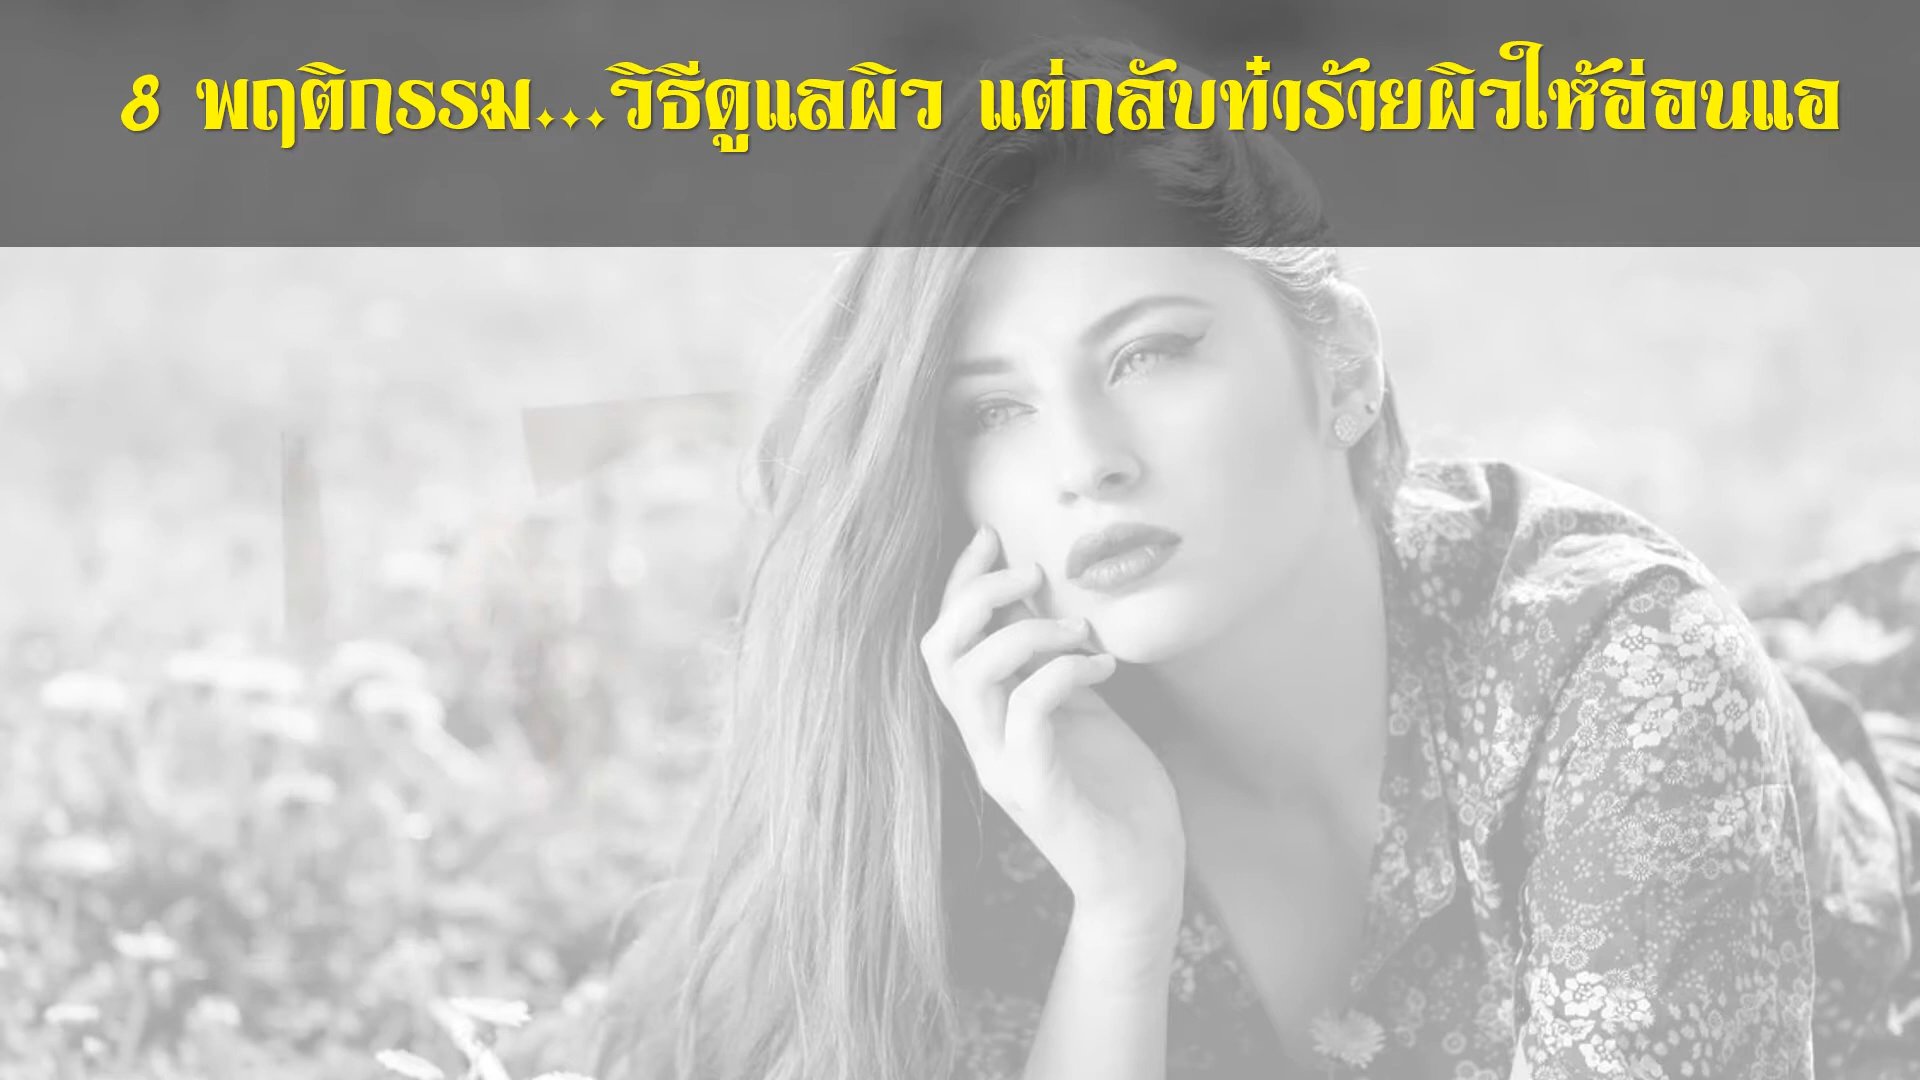 8 พฤติกรรม...วิธีดูแลผิว แต่กลับทำร้ายผิวให้อ่อนแอ